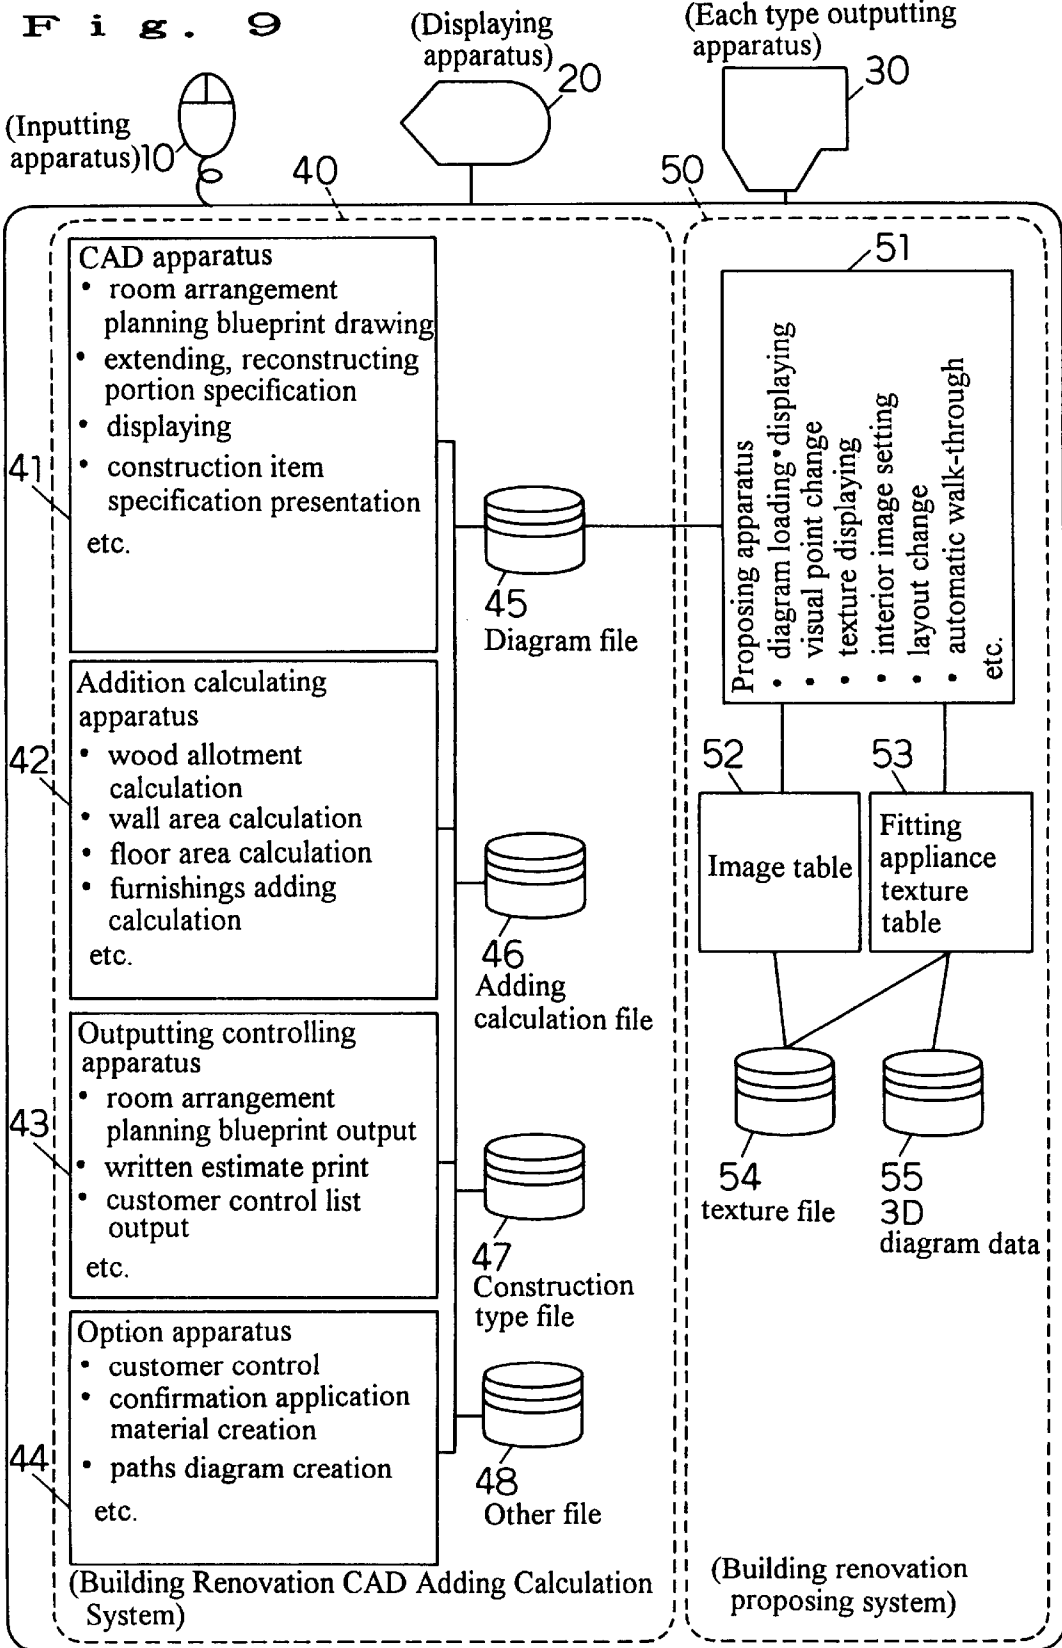 Fig. 9
(Displaying
apparatus)
20
(Each type outputting
apparatus)
30
(Inputting
apparatus)10
40
50
CAD apparatus
• room arrangement
planning blueprint drawing
• extending, reconstructing
portion specification
• displaying
• construction item
specification presentation
etc.
41
Addition calculating
apparatus
• wood allotment
calculation
• wall area calculation
• floor area calculation
• furnishings adding
calculation
etc.
42
Outputting controlling
apparatus
• room arrangement
planning blueprint output
• written estimate print
• customer control list
output
etc.
43
Option apparatus
• customer control
• confirmation application
material creation
• paths diagram creation
etc.
44
45
Diagram file
46
Adding
calculation file
47
Construction
type file
48
Other file
(Building Renovation CAD Adding Calculation
System)
51
Proposing apparatus
• diagram loading•displaying
• visual point change
• texture displaying
• interior image setting
• layout change
• automatic walk-through
etc.
52
Image table
53
Fitting
appliance
texture
table
54
texture file
55
3D
diagram data
(Building renovation
proposing system)